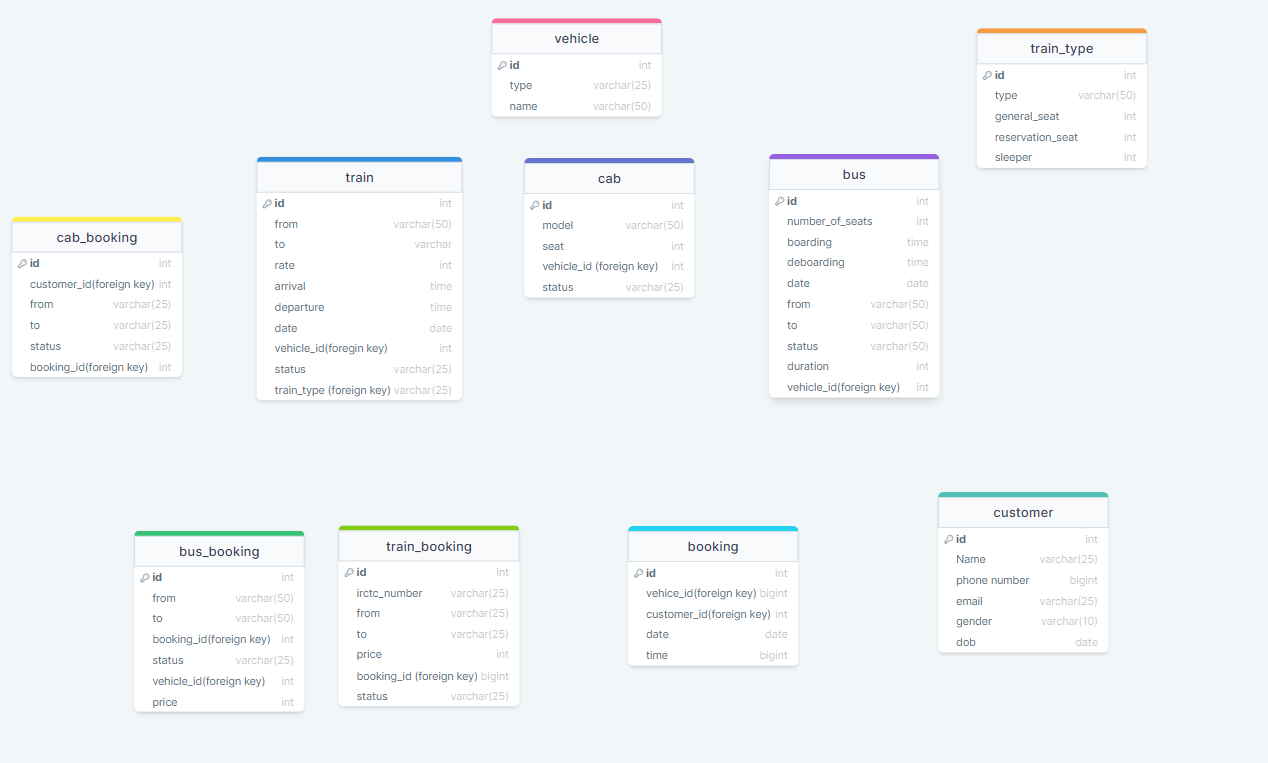 vehicle
id int
type varchar(25)
name varchar(50)
train_type
id int
type varchar(50)
general_seat int
reservation_seat int
sleeper int
train
id int
from varchar(50)
to varchar
rate int
arrival time
departure time
date date
vehicle_id(foregin key) int
status varchar(25)
train_type (foreign key) varchar(25)
cab
id int
model varchar(50)
seat int
vehicle_id (foreign key) int
status varchar(25)
bus
id int
number_of_seats int
boarding time
deboarding time
date date
from varchar(50)
to varchar(50)
status varchar(50)
duration int
vehicle_id(foreign key) int
cab_booking
id int
customer_id(foreign key) int
from varchar(25)
to varchar(25)
status varchar(25)
booking_id(foreign key) int
bus_booking
id int
from varchar(50)
to varchar(50)
booking_id(foreign key) int
status varchar(25)
vehicle_id(foreign key) int
price int
train_booking
id int
irctc_number varchar(25)
from varchar(25)
to varchar(25)
price int
booking_id (foreign key) bigint
status varchar(25)
booking
id int
vehice_id(foreign key) bigint
customer_id(foreign key) int
date date
time bigint
customer
id int
Name varchar(25)
phone number bigint
email varchar(25)
gender varchar(10)
dob date